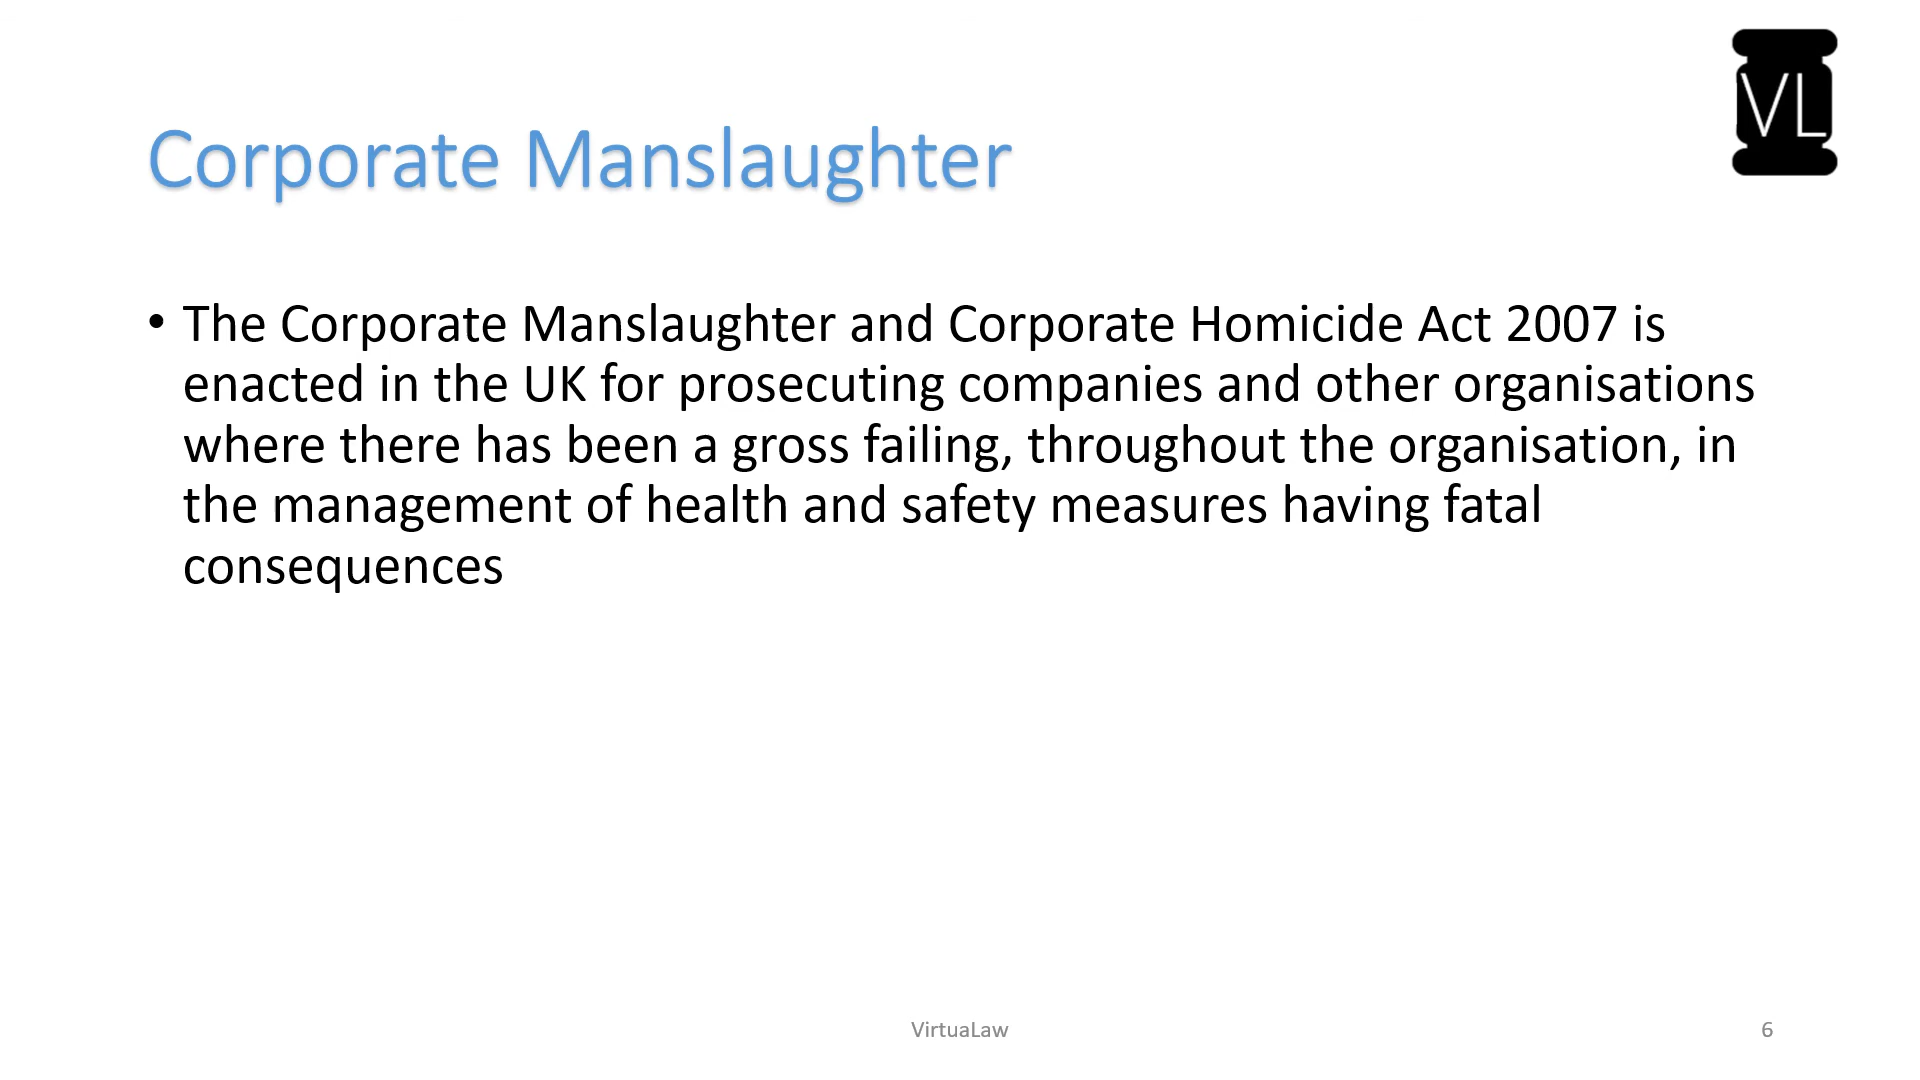 VL
Corporate Manslaughter
• The Corporate Manslaughter and Corporate Homicide Act 2007 is
enacted in the UK for prosecuting companies and other organisations
where there has been a gross failing, throughout the organisation, in
the management of health and safety measures having fatal
consequences
VirtuaLaw
6